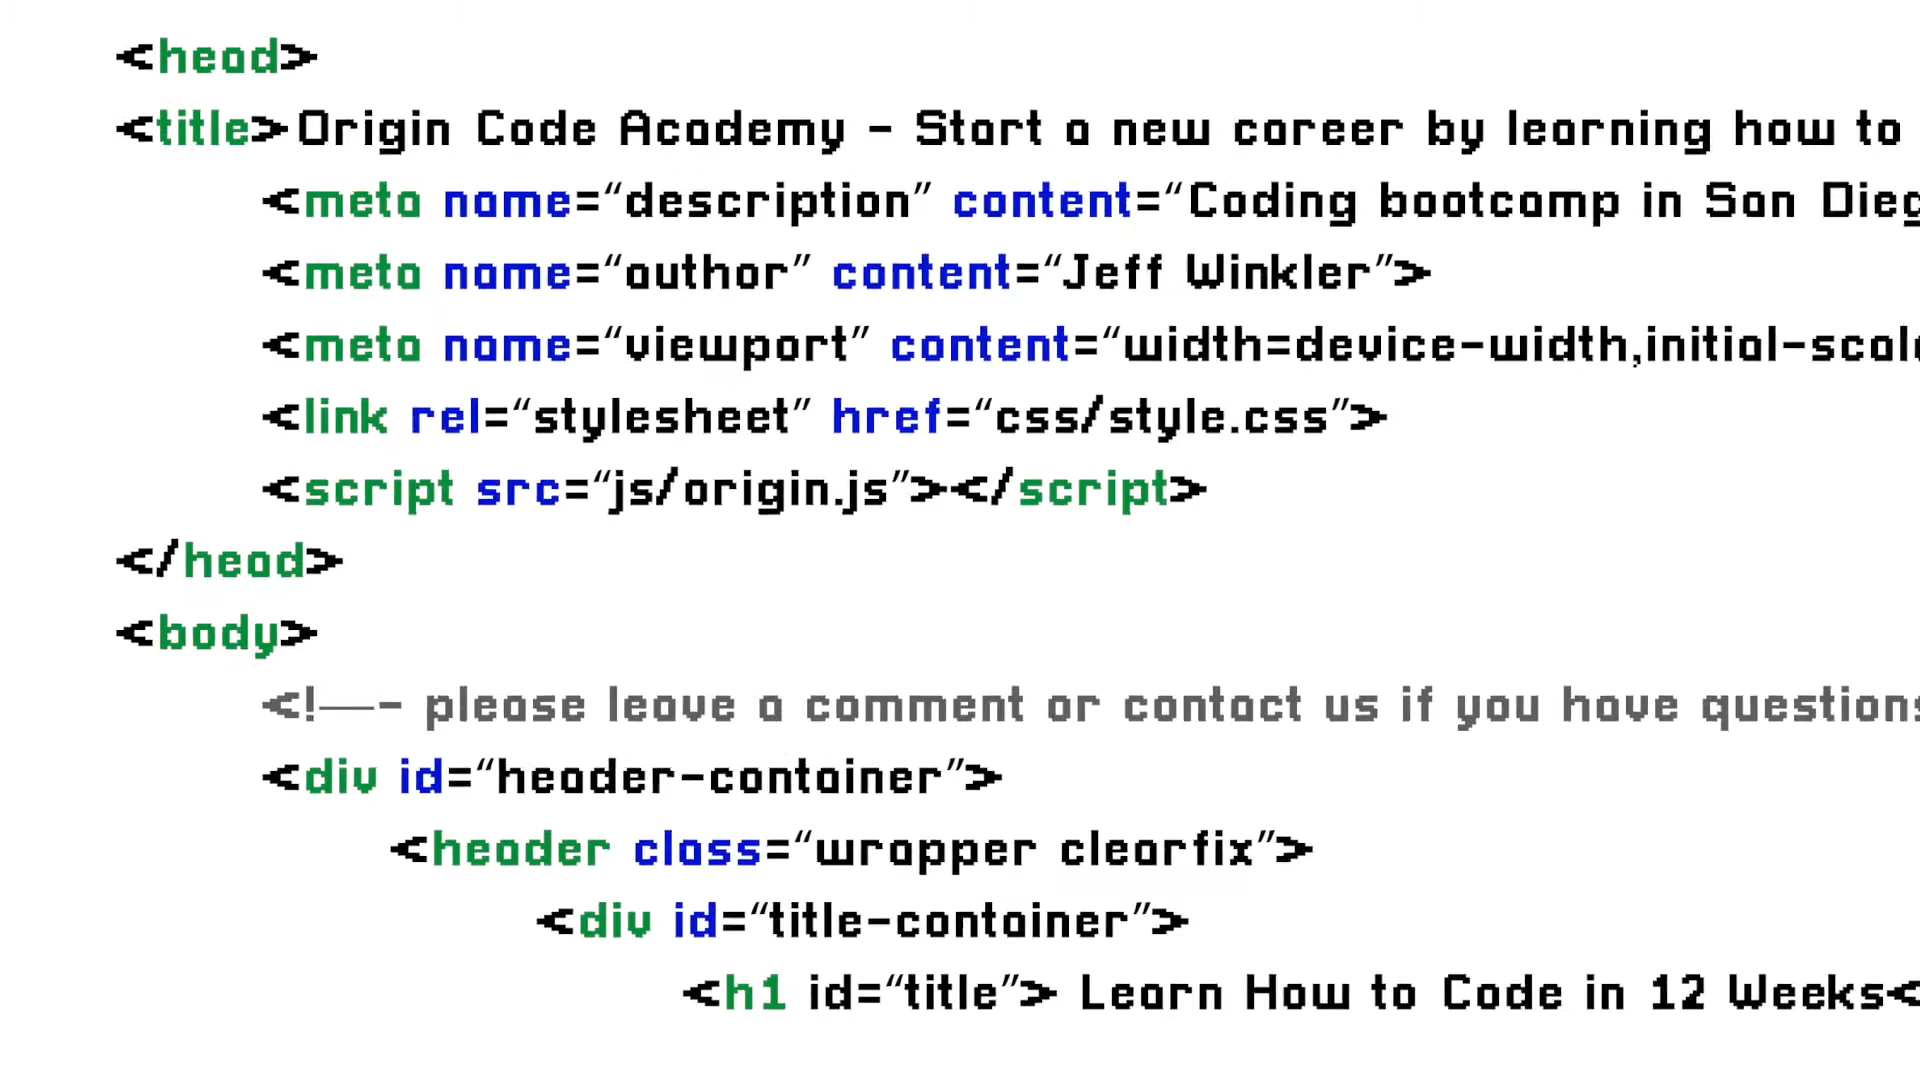 <head>
<title>Origin Code Academy - Start a new career by learning how to
<meta name=“description” content=“Coding bootcamp in San Dieg
<meta name=“author” content=“Jeff Winkler”>
<meta name=“viewport” content=“width=device-width,initial-scale
<link rel=“stylesheet” href=“css/style.css”>
<script src=“js/origin.js”></script>
</head>
<body>
<!—- please leave a comment or contact us if you have questions
<div id=“header-container”>
<header class=“wrapper clearfix”>
<div id=“title-container”>
<h1 id=“title”> Learn How to Code in 12 Weeks<